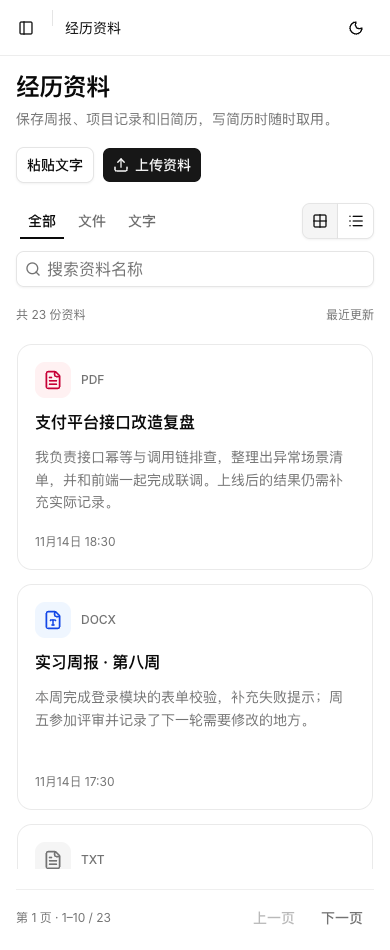 经历资料
经历资料
保存周报、项目记录和旧简历，写简历时随时取用。
粘贴文字
上传资料
全部 文件 文字
搜索资料名称
共 23 份资料 最近更新
PDF
支付平台接口改造复盘
我负责接口幂等与调用链排查，整理出异常场景清
单，并和前端一起完成联调。上线后的结果仍需补
充实际记录。
11月14日 18:30
DOCX
实习周报 · 第八周
本周完成登录模块的表单校验，补充失败提示；周
五参加评审并记录了下一轮需要修改的地方。
11月14日 17:30
TXT
第 1 页 · 1–10 / 23 上一页 下一页